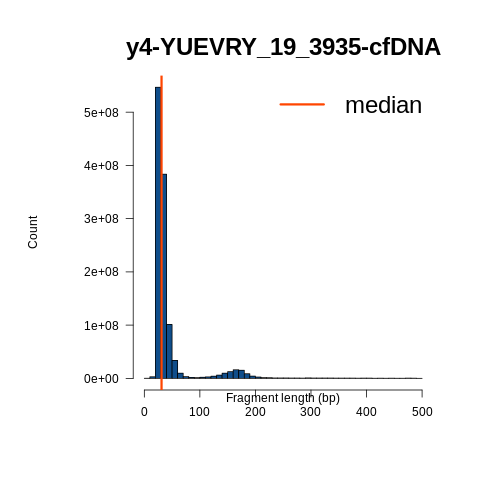 y4-YUEVRY_19_3935-cfDNA
median
Count
5e+08
4e+08
3e+08
2e+08
1e+08
0e+00
Fragment length (bp)
0 100 200 300 400 500